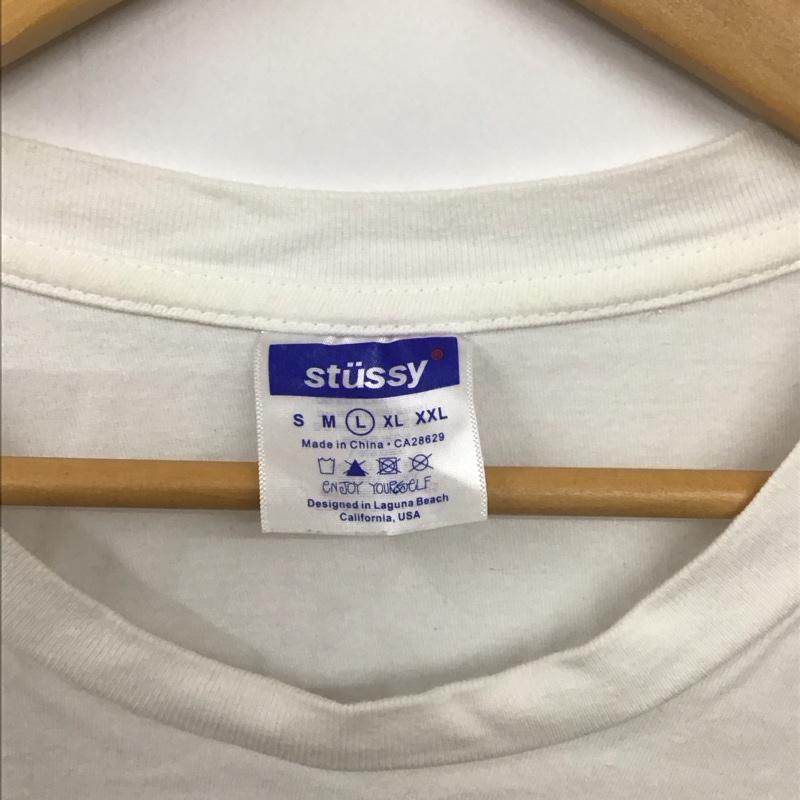 stüssy®
S M L XL XXL
Made in China · CA28629
ENJOY YOURSELF
Designed in Laguna Beach
California, USA